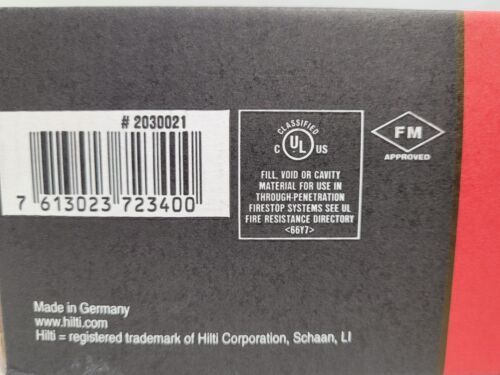 # 2030021
7 613023 723400
CLASSIFIED
C UL US
FILL, VOID OR CAVITY
MATERIAL FOR USE IN
THROUGH-PENETRATION
FIRESTOP SYSTEMS SEE UL
FIRE RESISTANCE DIRECTORY
<66Y7>
FM
APPROVED
Made in Germany
www.hilti.com
Hilti = registered trademark of Hilti Corporation, Schaan, LI